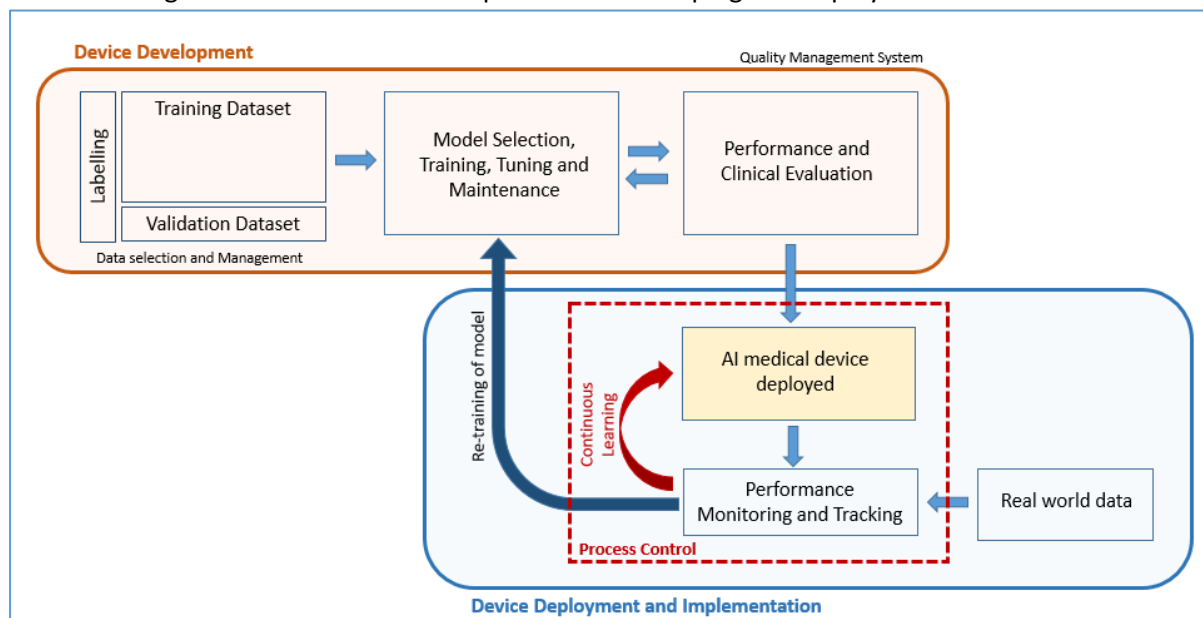 Device Development
Quality Management System
Labelling
Training Dataset
Validation Dataset
Data selection and Management
Model Selection,
Training, Tuning and
Maintenance
Performance and
Clinical Evaluation
Re-training of model
Continuous
Learning
AI medical device
deployed
Performance
Monitoring and Tracking
Real world data
Process Control
Device Deployment and Implementation